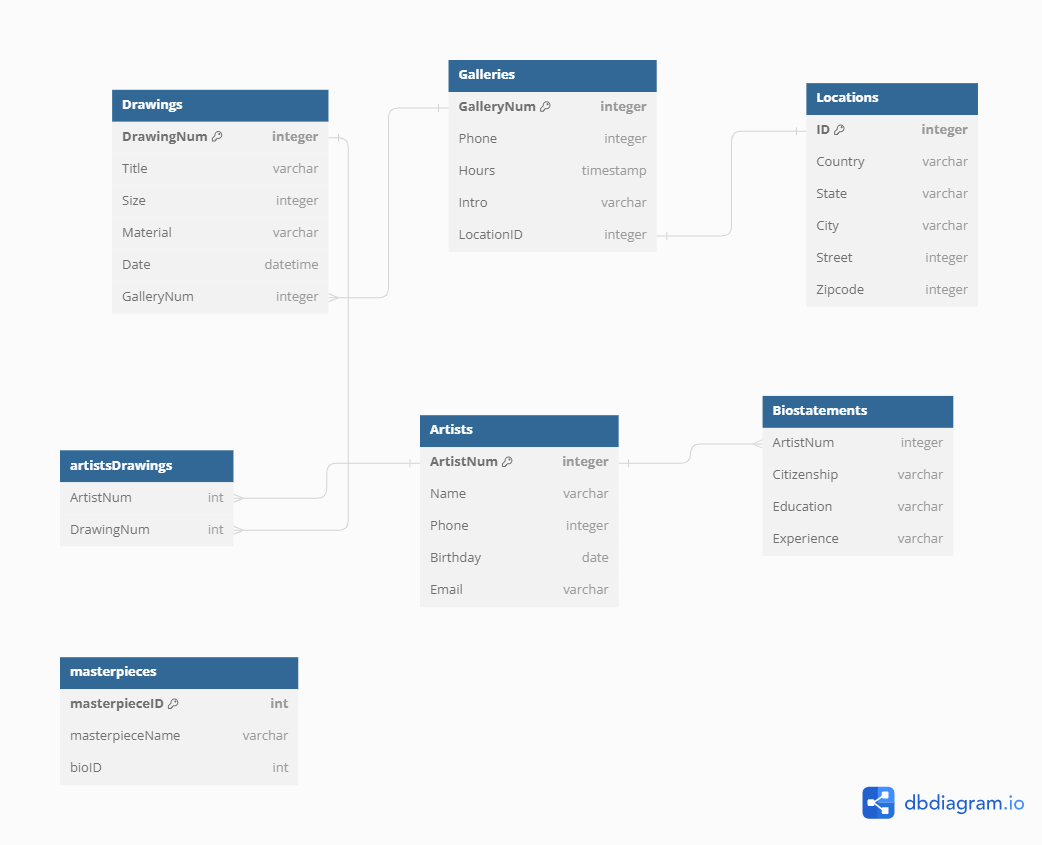 Drawings
DrawingNum integer
Title varchar
Size integer
Material varchar
Date datetime
GalleryNum integer
Galleries
GalleryNum integer
Phone integer
Hours timestamp
Intro varchar
LocationID integer
Locations
ID integer
Country varchar
State varchar
City varchar
Street integer
Zipcode integer
artistsDrawings
ArtistNum int
DrawingNum int
Artists
ArtistNum integer
Name varchar
Phone integer
Birthday date
Email varchar
Biostatements
ArtistNum integer
Citizenship varchar
Education varchar
Experience varchar
masterpieces
masterpieceID int
masterpieceName varchar
bioID int
dbdiagram.io